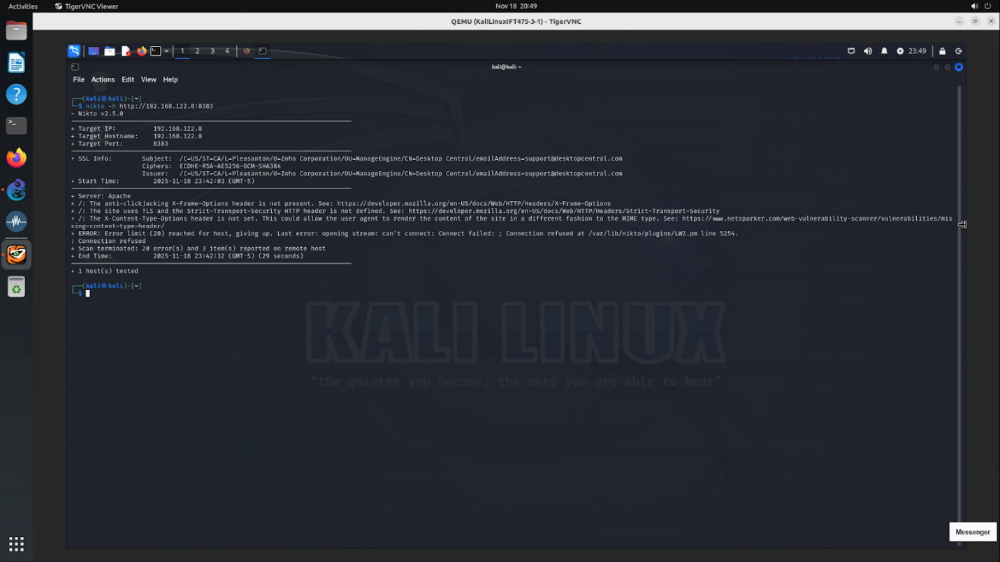 Activities
TigerVNC Viewer
Nov 18 20:49
QEMU (KaliLinuxIFT475-3-1) - TigerVNC
1 2 3 4
23:49
kali@kali: ~
File Actions Edit View Help
┌──(kali㉿kali)-[~]
└─$ nikto -h http://192.168.122.8:8383
- Nikto v2.5.0
+ Target IP: 192.168.122.8
+ Target Hostname: 192.168.122.8
+ Target Port: 8383
+ SSL Info: Subject: /C=US/ST=CA/L=Pleasanton/O=Zoho Corporation/OU=ManageEngine/CN=Desktop Central/emailAddress=support@desktopcentral.com
Ciphers: ECDHE-RSA-AES256-GCM-SHA384
Issuer: /C=US/ST=CA/L=Pleasanton/O=Zoho Corporation/OU=ManageEngine/CN=Desktop Central/emailAddress=support@desktopcentral.com
+ Start Time: 2025-11-18 23:42:03 (GMT-5)
+ Server: Apache
+ /: The anti-clickjacking X-Frame-Options header is not present. See: https://developer.mozilla.org/en-US/docs/Web/HTTP/Headers/X-Frame-Options
+ /: The site uses TLS and the Strict-Transport-Security HTTP header is not defined. See: https://developer.mozilla.org/en-US/docs/Web/HTTP/Headers/Strict-Transport-Security
+ /: The X-Content-Type-Options header is not set. This could allow the user agent to render the content of the site in a different fashion to the MIME type. See: https://www.netsparker.com/web-vulnerability-scanner/vulnerabilities/mis
sing-content-type-header/
+ ERROR: Error limit (20) reached for host, giving up. Last error: opening stream: can't connect: Connect failed: ; Connection refused at /var/lib/nikto/plugins/LW2.pm line 5254.
: Connection refused
+ Scan terminated: 20 error(s) and 3 item(s) reported on remote host
+ End Time: 2025-11-18 23:42:32 (GMT-5) (29 seconds)
+ 1 host(s) tested
┌──(kali㉿kali)-[~]
└─$
KALI LINUX
"the quieter you become, the more you are able to hear"
Messenger